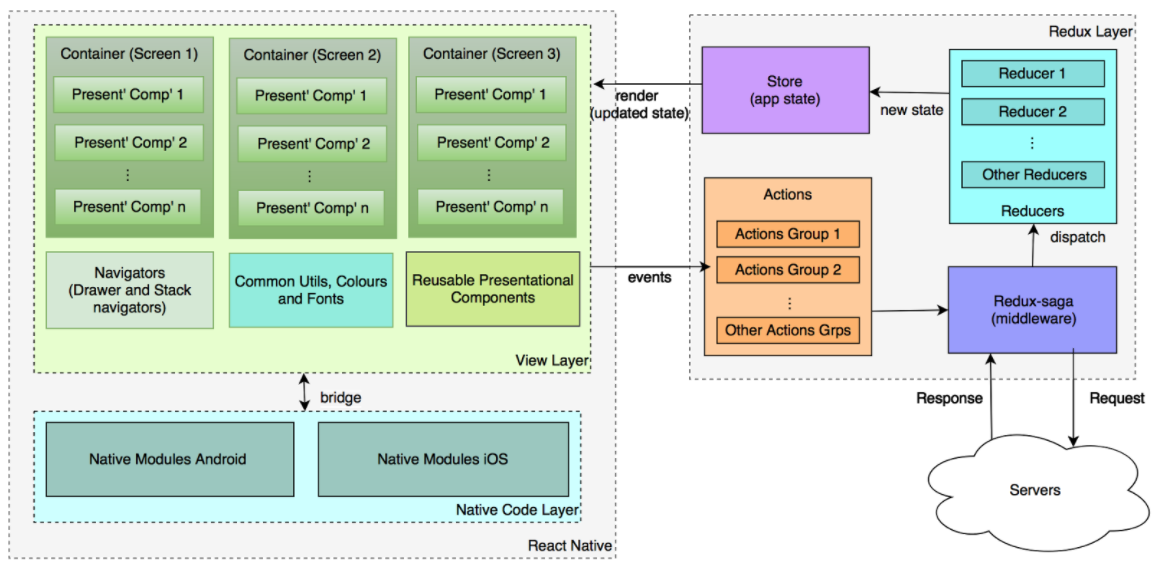 Container (Screen 1)
Present' Comp' 1
Present' Comp' 2
⋮
Present' Comp' n
Container (Screen 2)
Present' Comp' 1
Present' Comp' 2
⋮
Present' Comp' n
Container (Screen 3)
Present' Comp' 1
Present' Comp' 2
⋮
Present' Comp' n
Navigators
(Drawer and Stack
navigators)
Common Utils, Colours
and Fonts
Reusable Presentational
Components
View Layer
bridge
Native Modules Android
Native Modules iOS
Native Code Layer
React Native
render
(updated state)
events
Redux Layer
Store
(app state)
new state
Reducer 1
Reducer 2
⋮
Other Reducers
Reducers
dispatch
Actions
Actions Group 1
Actions Group 2
⋮
Other Actions Grps
Redux-saga
(middleware)
Response
Request
Servers